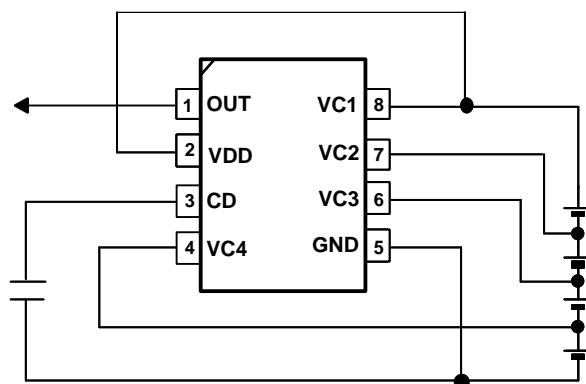 1 OUT VC1 8
2 VDD VC2 7
3 CD VC3 6
4 VC4 GND 5